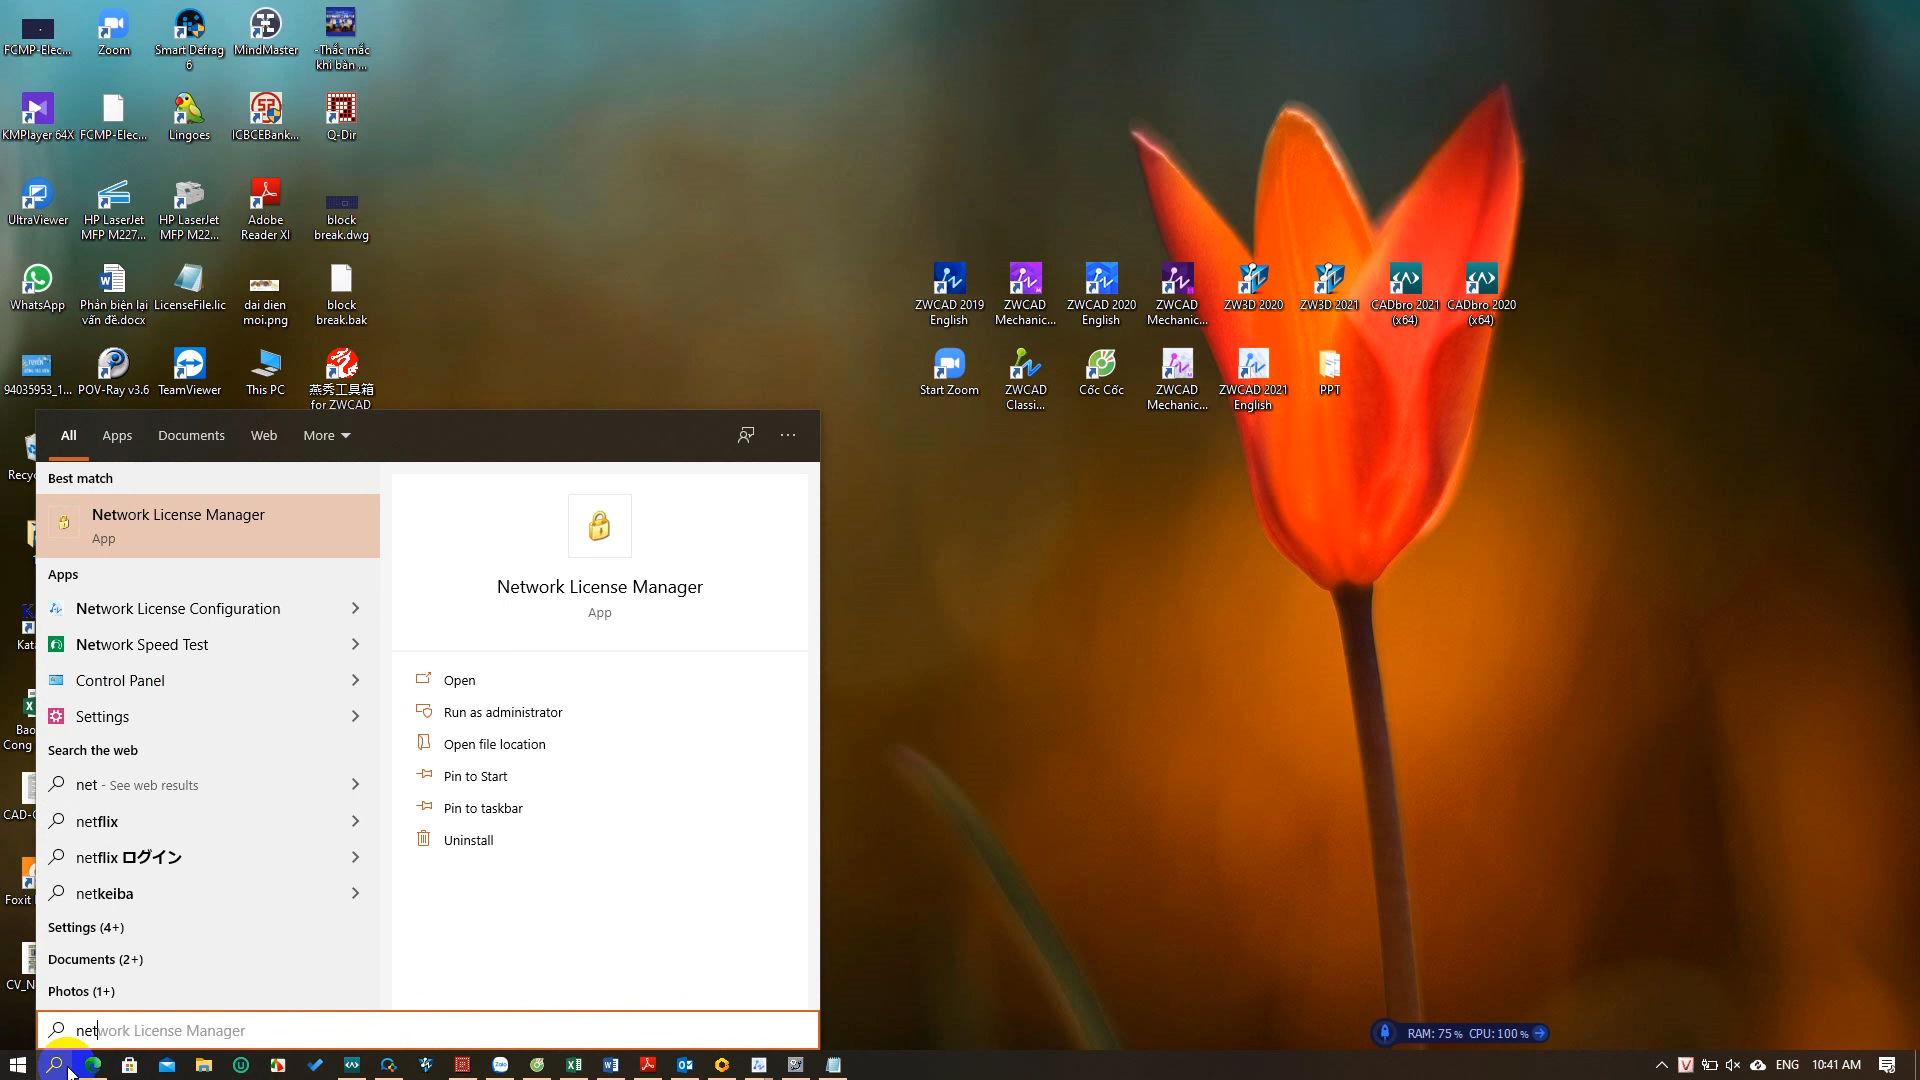 FCMP-Elec...
Zoom
Smart Defrag
6
MindMaster
-Thắc mắc
khi bàn ...
KMPlayer 64X
FCMP-Elec...
Lingoes
ICBCEBank...
Q-Dir
UltraViewer
HP LaserJet
MFP M227...
HP LaserJet
MFP M22...
Adobe
Reader XI
block
break.dwg
WhatsApp
Phản biện lại
vấn đề.docx
LicenseFile.lic
dai dien
moi.png
block
break.bak
94035953_1...
POV-Ray v3.6
TeamViewer
This PC
燕秀工具箱
for ZWCAD
ZWCAD 2019
English
ZWCAD
Mechanic...
ZWCAD 2020
English
ZWCAD
Mechanic...
ZW3D 2020
ZW3D 2021
CADbro 2021
(x64)
CADbro 2020
(x64)
Start Zoom
ZWCAD
Classi...
Cốc Cốc
ZWCAD
Mechanic...
ZWCAD 2021
English
PPT
All
Apps
Documents
Web
More
Best match
Network License Manager
App
Apps
Network License Configuration
Network Speed Test
Control Panel
Settings
Search the web
net - See web results
netflix
netflix ログイン
netkeiba
Settings (4+)
Documents (2+)
Photos (1+)
network License Manager
Network License Manager
App
Open
Run as administrator
Open file location
Pin to Start
Pin to taskbar
Uninstall
Recyc
Kata
Bao
Cong
CAD-C
Foxit
CV_N
RAM: 75% CPU: 100%
ENG
10:41 AM